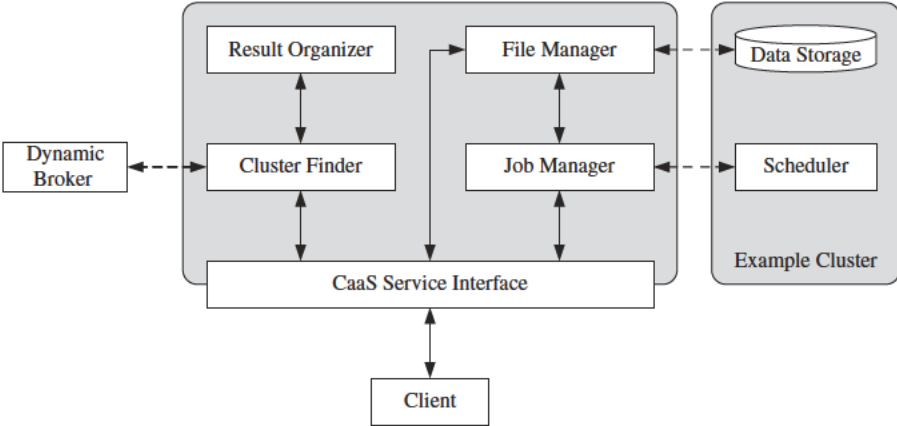 Result Organizer
File Manager
Data Storage
Dynamic
Broker
Cluster Finder
Job Manager
Scheduler
Example Cluster
CaaS Service Interface
Client